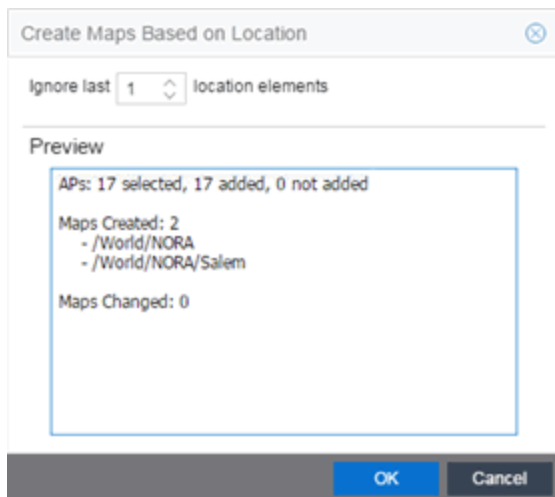 Create Maps Based on Location
Ignore last 1 location elements
Preview
APs: 17 selected, 17 added, 0 not added
Maps Created: 2
- /World/NORA
- /World/NORA/Salem
Maps Changed: 0
OK Cancel